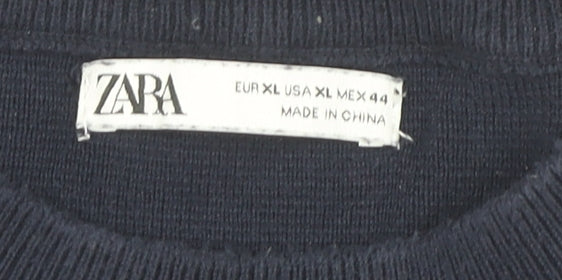 ZARA
EUR XL USA XL MEX 44
MADE IN CHINA